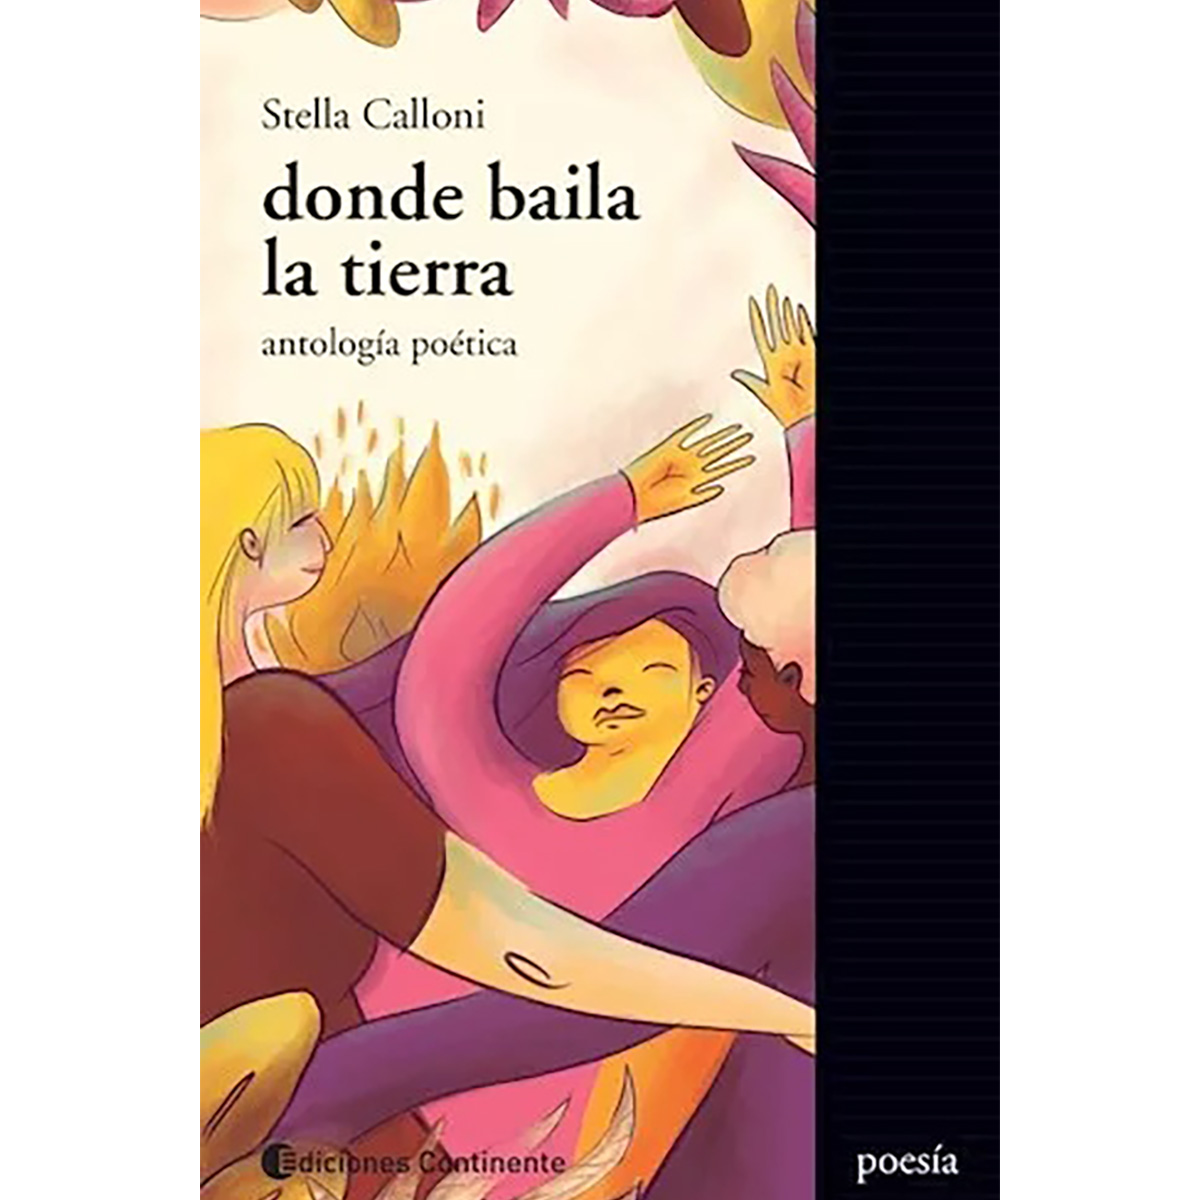 Stella Calloni
donde baila
la tierra
antología poética
Ediciones Continente
poesía